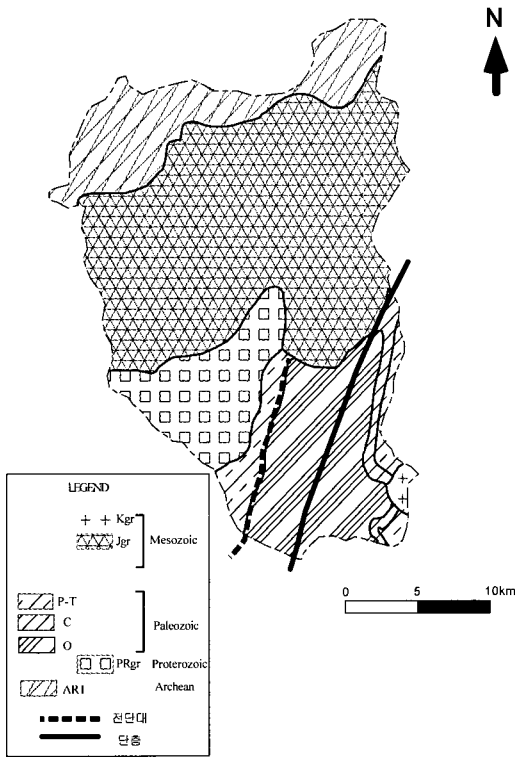 N
LEGEND
+ + Kgr
Jgr
Mesozoic
P-T
C
O
Paleozoic
PRgr Proterozoic
AR1 Archean
전단대
단층
0 5 10km